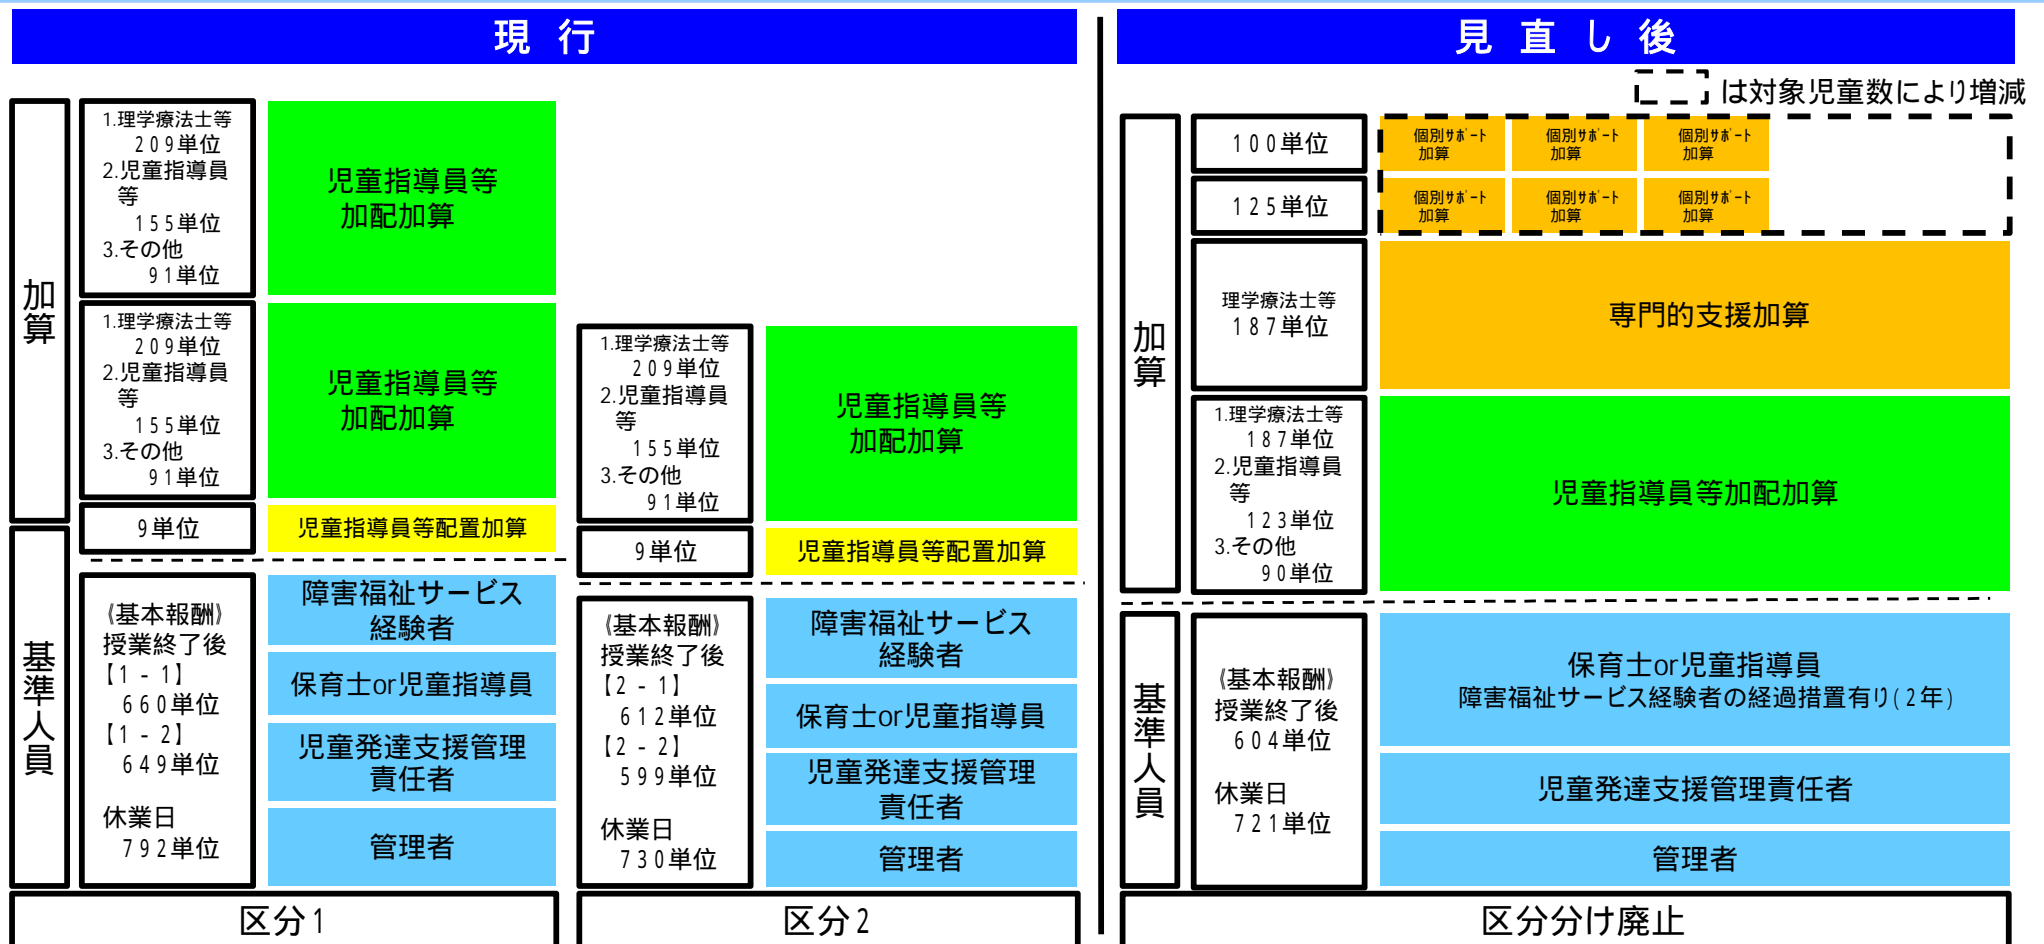 現 行
加算
1.理学療法士等
209単位
2.児童指導員
等
155単位
3.その他
91単位
児童指導員等
加配加算
1.理学療法士等
209単位
2.児童指導員
等
155単位
3.その他
91単位
児童指導員等
加配加算
9単位
児童指導員等配置加算
基準人員
《基本報酬》
授業終了後
【1-1】
660単位
【1-2】
649単位
休業日
792単位
障害福祉サービス
経験者
保育士or児童指導員
児童発達支援管理
責任者
管理者
区分1
1.理学療法士等
209単位
2.児童指導員
等
155単位
3.その他
91単位
児童指導員等
加配加算
9単位
児童指導員等配置加算
《基本報酬》
授業終了後
【2-1】
612単位
【2-2】
599単位
休業日
730単位
障害福祉サービス
経験者
保育士or児童指導員
児童発達支援管理
責任者
管理者
区分2
見 直 し 後
は対象児童数により増減
加算
100単位
個別サポート
加算
個別サポート
加算
個別サポート
加算
125単位
個別サポート
加算
個別サポート
加算
個別サポート
加算
理学療法士等
187単位
専門的支援加算
1.理学療法士等
187単位
2.児童指導員
等
123単位
3.その他
90単位
児童指導員等加配加算
基準人員
《基本報酬》
授業終了後
604単位
休業日
721単位
保育士or児童指導員
障害福祉サービス経験者の経過措置有り(2年)
児童発達支援管理責任者
管理者
区分分け廃止